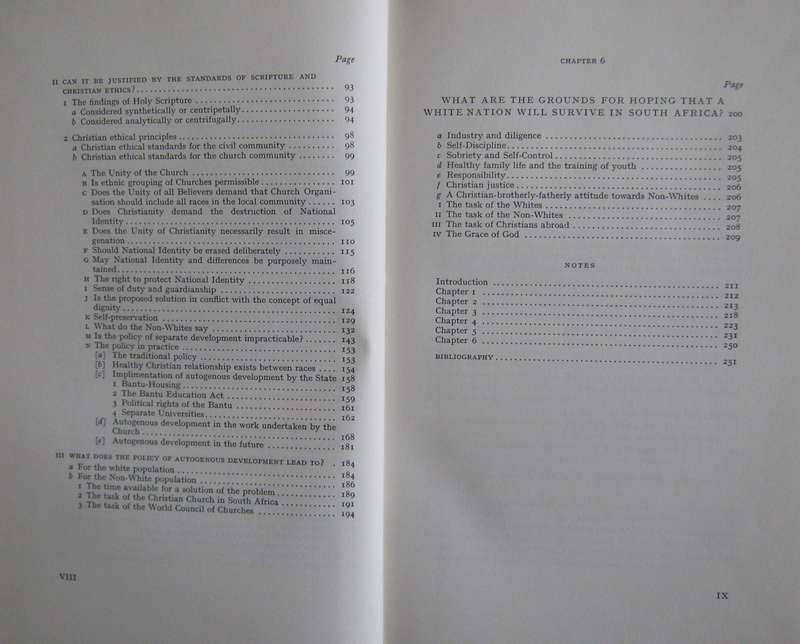 Page
II CAN IT BE JUSTIFIED BY THE STANDARDS OF SCRIPTURE AND
CHRISTIAN ETHICS? 93
1 The findings of Holy Scripture 93
a Considered synthetically or centripetally 94
b Considered analytically or centrifugally 94
2 Christian ethical principles 98
a Christian ethical standards for the civil community 98
b Christian ethical standards for the church community 99
A The Unity of the Church 99
B Is ethnic grouping of Churches permissible 101
C Does the Unity of all Believers demand that Church Organi-
sation should include all races in the local community 103
D Does Christianity demand the destruction of National
Identity 105
E Does the Unity of Christianity necessarily result in misce-
genation 110
F Should National Identity be erased deliberately 115
G May National Identity and differences be purposely main-
tained 116
H The right to protect National Identity 118
I Sense of duty and guardianship 122
J Is the proposed solution in conflict with the concept of equal
dignity 124
K Self-preservation 129
L What do the Non-Whites say 132
M Is the policy of separate development impracticable? 143
N The policy in practice 153
[a] The traditional policy 153
[b] Healthy Christian relationship exists between races 154
[c] Implimentation of autogenous development by the State 158
1 Bantu-Housing 158
2 The Bantu Education Act 159
3 Political rights of the Bantu 161
4 Separate Universities 162
[d] Autogenous development in the work undertaken by the
Church 168
[e] Autogenous development in the future 181
III WHAT DOES THE POLICY OF AUTOGENOUS DEVELOPMENT LEAD TO? 184
a For the white population 184
b For the Non-White population 186
1 The time available for a solution of the problem 189
2 The task of the Christian Church in South Africa 191
3 The task of the World Council of Churches 194
VIII
CHAPTER 6
Page
WHAT ARE THE GROUNDS FOR HOPING THAT A
WHITE NATION WILL SURVIVE IN SOUTH AFRICA? 200
a Industry and diligence 203
b Self-Discipline 204
c Sobriety and Self-Control 205
d Healthy family life and the training of youth 205
e Responsibility 205
f Christian justice 206
g A Christian-brotherly-fatherly attitude towards Non-Whites 206
I The task of the Whites 207
II The task of the Non-Whites 207
III The task of Christians abroad 208
IV The Grace of God 209
NOTES
Introduction 211
Chapter 1 212
Chapter 2 213
Chapter 3 218
Chapter 4 223
Chapter 5 231
Chapter 6 250
BIBLIOGRAPHY 251
IX